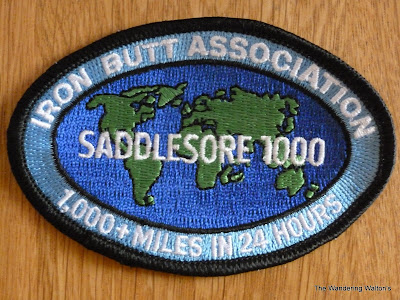 IRON BUTT ASSOCIATION
SADDLESORE 1000
1,000+ MILES IN 24 HOURS
The Wandering Walton's